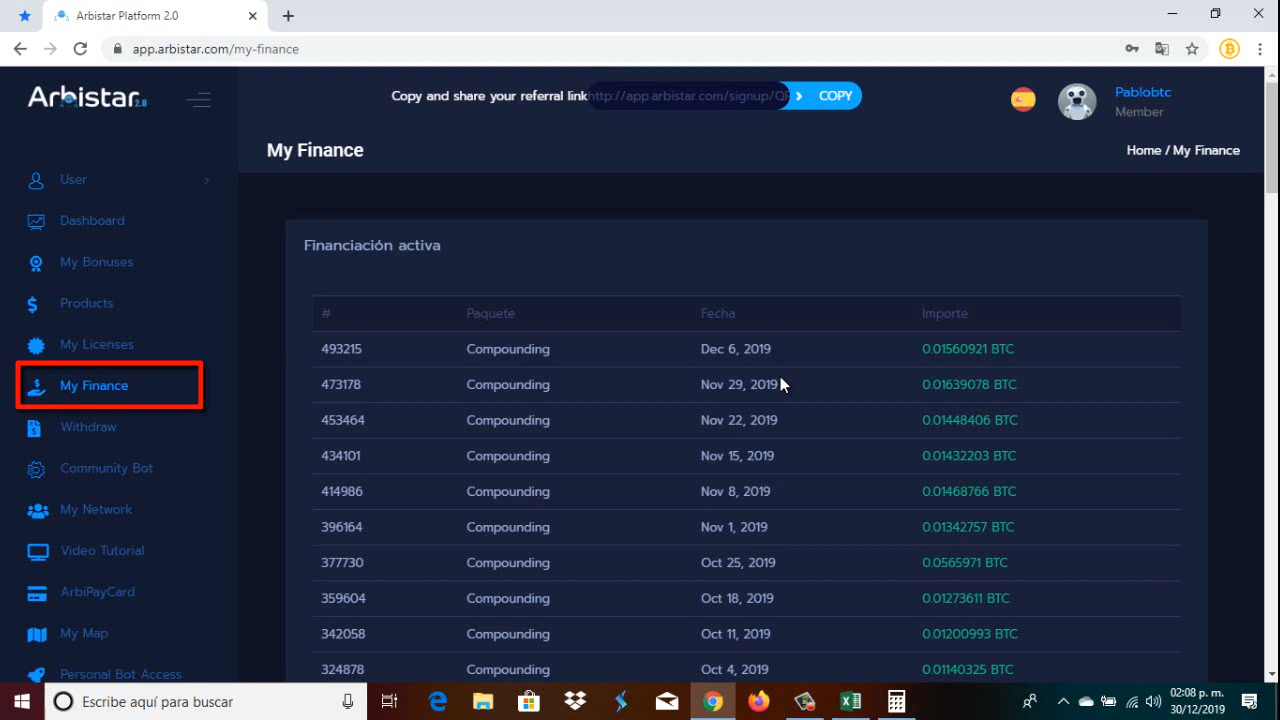 Arbistar Platform 2.0
app.arbistar.com/my-finance
Arbistar 2.0
Copy and share your referral link http://app.arbistar.com/signup/QF > COPY
Pablobtc
Member
My Finance
Home / My Finance
User
Dashboard
My Bonuses
Products
My Licenses
My Finance
Withdraw
Community Bot
My Network
Video Tutorial
ArbiPayCard
My Map
Personal Bot Access
Financiación activa
# Paquete Fecha Importe
493215 Compounding Dec 6, 2019 0.01560921 BTC
473178 Compounding Nov 29, 2019 0.01639078 BTC
453464 Compounding Nov 22, 2019 0.01448406 BTC
434101 Compounding Nov 15, 2019 0.01432203 BTC
414986 Compounding Nov 8, 2019 0.01468766 BTC
396164 Compounding Nov 1, 2019 0.01342757 BTC
377730 Compounding Oct 25, 2019 0.0565971 BTC
359604 Compounding Oct 18, 2019 0.01273611 BTC
342058 Compounding Oct 11, 2019 0.01200993 BTC
324878 Compounding Oct 4, 2019 0.01140325 BTC
Escribe aquí para buscar
02:08 p. m.
30/12/2019